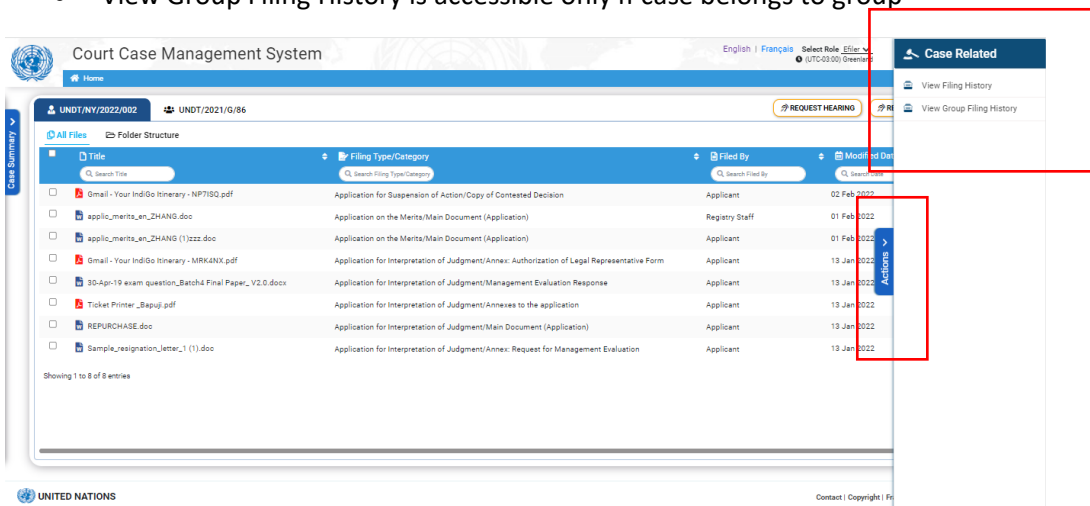 • View Group Filing History is accessible only if case belongs to group
Court Case Management System
English | Français Select Role Efiler
(UTC-03:00) Greenland
Case Related
Home
View Filing History
View Group Filing History
UNDT/NY/2022/002 UNDT/2021/G/86
REQUEST HEARING RE
Case Summary
All Files Folder Structure
Title Filing Type/Category Filed By Modified Dat
Search Title Search Filing Type/Category Search Filed By Search Date
Gmail - Your IndiGo Itinerary - NP7ISQ.pdf Application for Suspension of Action/Copy of Contested Decision Applicant 02 Feb 2022
applic_merits_en_ZHANG.doc Application on the Merits/Main Document (Application) Registry Staff 01 Feb 2022
applic_merits_en_ZHANG (1)zzz.doc Application on the Merits/Main Document (Application) Applicant 01 Feb 2022
Gmail - Your IndiGo Itinerary - MRK4NX.pdf Application for Interpretation of Judgment/Annex: Authorization of Legal Representative Form Applicant 13 Jan 2022
30-Apr-19 exam question_Batch4 Final Paper_ V2.0.docx Application for Interpretation of Judgment/Management Evaluation Response Applicant 13 Jan 2022
Ticket Printer _Bapuji.pdf Application for Interpretation of Judgment/Annexes to the application Applicant 13 Jan 2022
REPURCHASE.doc Application for Interpretation of Judgment/Main Document (Application) Applicant 13 Jan 2022
Sample_resignation_letter_1 (1).doc Application for Interpretation of Judgment/Annex: Request for Management Evaluation Applicant 13 Jan 2022
Actions
Showing 1 to 8 of 8 entries
UNITED NATIONS
Contact | Copyright | Fr